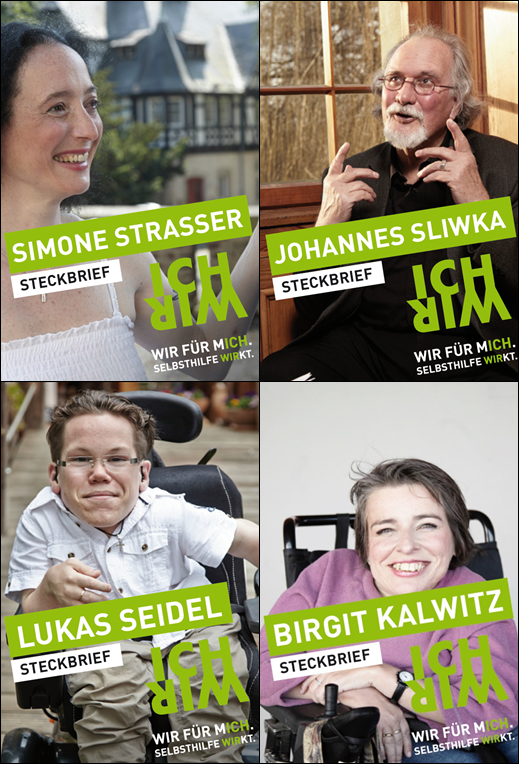 SIMONE STRASSER
STECKBRIEF
ICH
WIR
WIR FÜR MICH.
SELBSTHILFE WIRKT.
JOHANNES SLIWKA
STECKBRIEF
ICH
WIR
WIR FÜR MICH.
SELBSTHILFE WIRKT.
LUKAS SEIDEL
STECKBRIEF
ICH
WIR
WIR FÜR MICH.
SELBSTHILFE WIRKT.
BIRGIT KALWITZ
STECKBRIEF
ICH
WIR
WIR FÜR MICH.
SELBSTHILFE WIRKT.